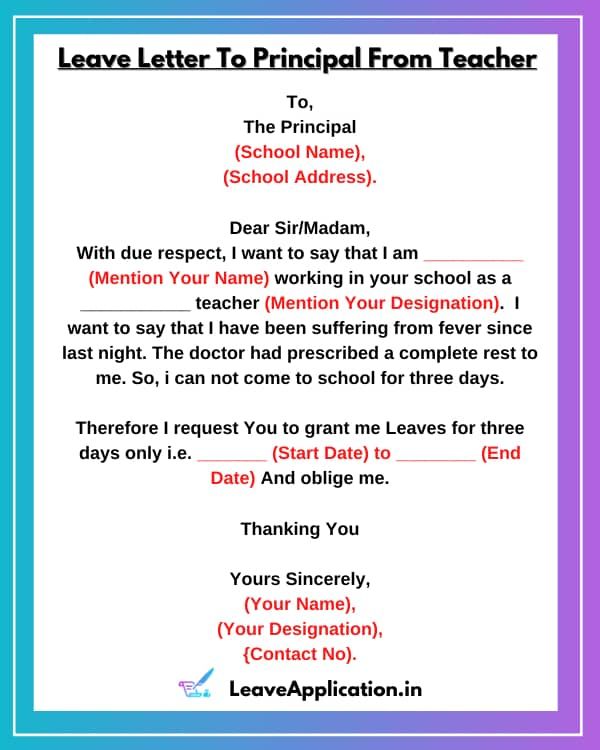 Leave Letter To Principal From Teacher
To,
The Principal
(School Name),
(School Address).
Dear Sir/Madam,
With due respect, I want to say that I am __________
(Mention Your Name) working in your school as a
___________ teacher (Mention Your Designation).  I
want to say that I have been suffering from fever since
last night. The doctor had prescribed a complete rest to
me. So, i can not come to school for three days.
Therefore I request You to grant me Leaves for three
days only i.e. _______ (Start Date) to ________ (End
Date) And oblige me.
Thanking You
Yours Sincerely,
(Your Name),
(Your Designation),
{Contact No).
LeaveApplication.in